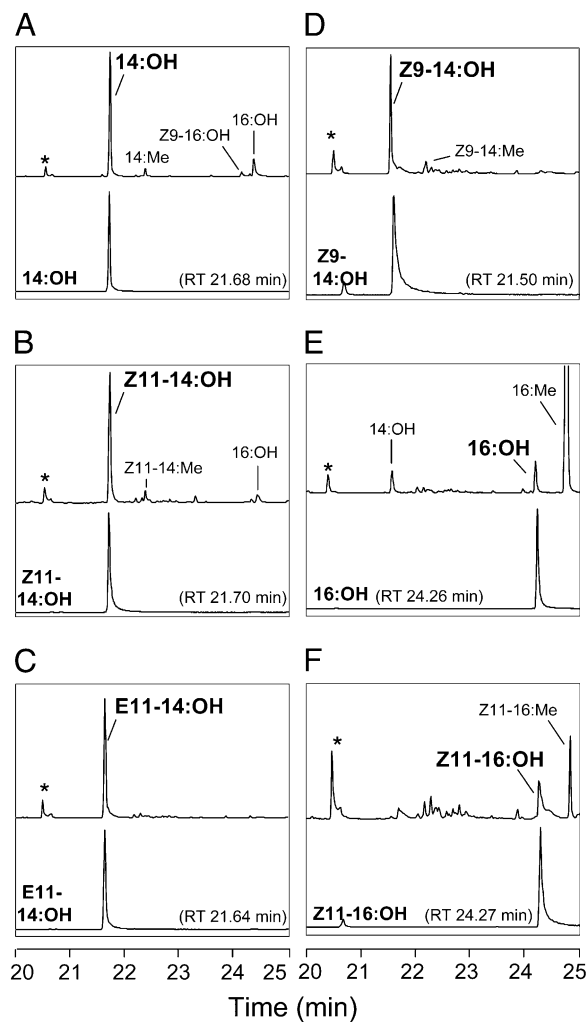 A
14:OH
16:OH
Z9-16:OH
*
14:Me
14:OH
(RT 21.68 min)
B
Z11-14:OH
16:OH
Z11-14:Me
*
Z11-
14:OH
(RT 21.70 min)
C
E11-14:OH
*
E11-
14:OH
(RT 21.64 min)
20 21 22 23 24 25
D
Z9-14:OH
*
Z9-14:Me
Z9-
14:OH
(RT 21.50 min)
E
16:Me
14:OH
16:OH
*
16:OH (RT 24.26 min)
F
Z11-16:Me
*
Z11-16:OH
Z11-16:OH (RT 24.27 min)
20 21 22 23 24 25
Time (min)